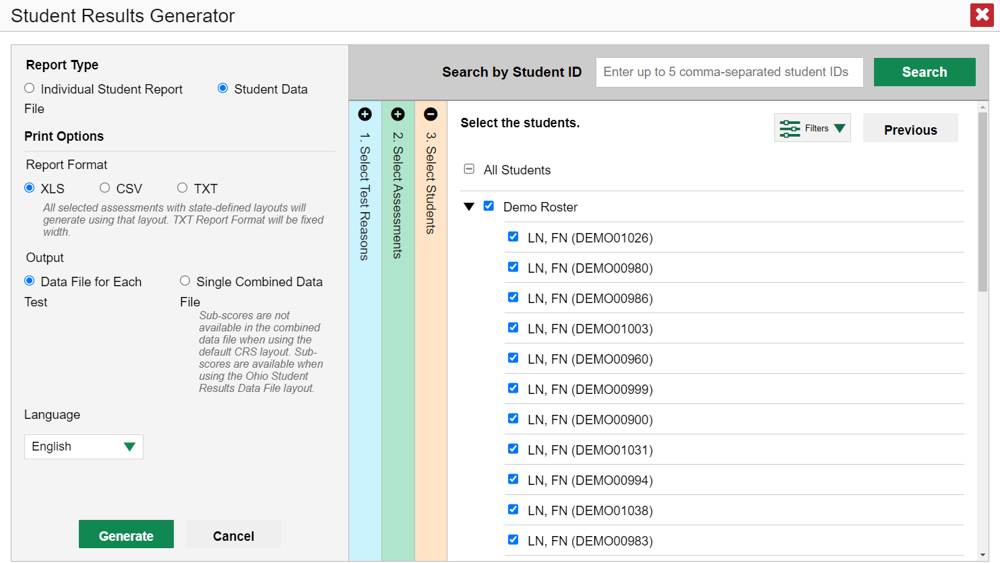 Student Results Generator
Report Type
Individual Student Report
Student Data
File
Print Options
Report Format
XLS
CSV
TXT
All selected assessments with state-defined layouts will
generate using that layout. TXT Report Format will be fixed
width.
Output
Data File for Each
Test
Single Combined Data
File
Sub-scores are not
available in the combined
data file when using the
default CRS layout. Sub-
scores are available when
using the Ohio Student
Results Data File layout.
Language
English
Generate
Cancel
Search by Student ID
Enter up to 5 comma-separated student IDs
Search
1. Select Test Reasons
2. Select Assessments
3. Select Students
Select the students.
Filters
Previous
All Students
Demo Roster
LN, FN (DEMO01026)
LN, FN (DEMO00980)
LN, FN (DEMO00986)
LN, FN (DEMO01003)
LN, FN (DEMO00960)
LN, FN (DEMO00999)
LN, FN (DEMO00900)
LN, FN (DEMO01031)
LN, FN (DEMO00994)
LN, FN (DEMO01038)
LN, FN (DEMO00983)